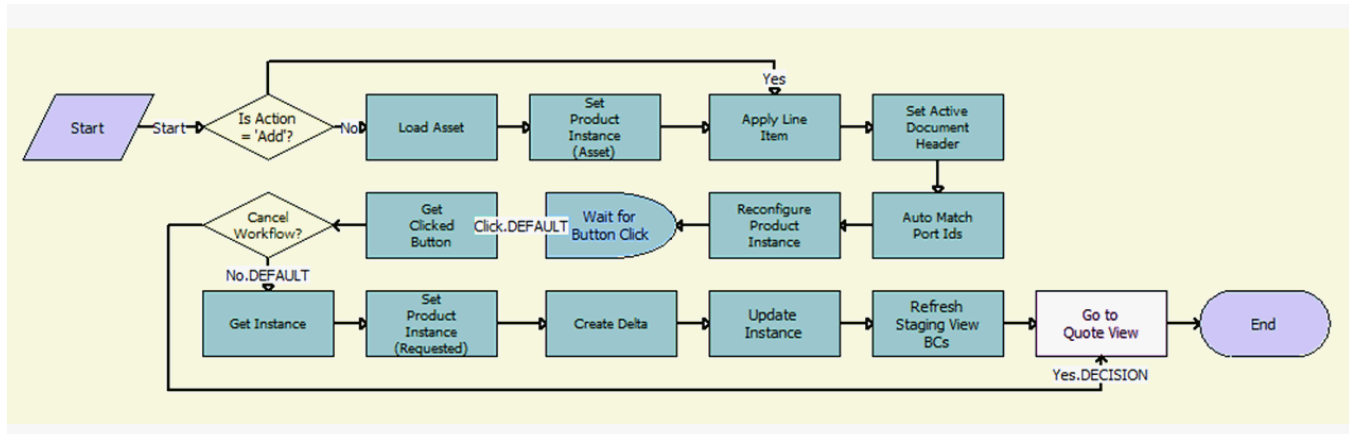 Yes
Start
Start
Is Action
= 'Add'?
No
Load Asset
Set
Product
Instance
(Asset)
Apply Line
Item
Set Active
Document
Header
Cancel
Workflow?
Get
Clicked
Button
Click.DEFAULT
Wait for
Button Click
Reconfigure
Product
Instance
Auto Match
Port Ids
No.DEFAULT
Get Instance
Set
Product
Instance
(Requested)
Create Delta
Update
Instance
Refresh
Staging View
BCs
Go to
Quote View
End
Yes.DECISION